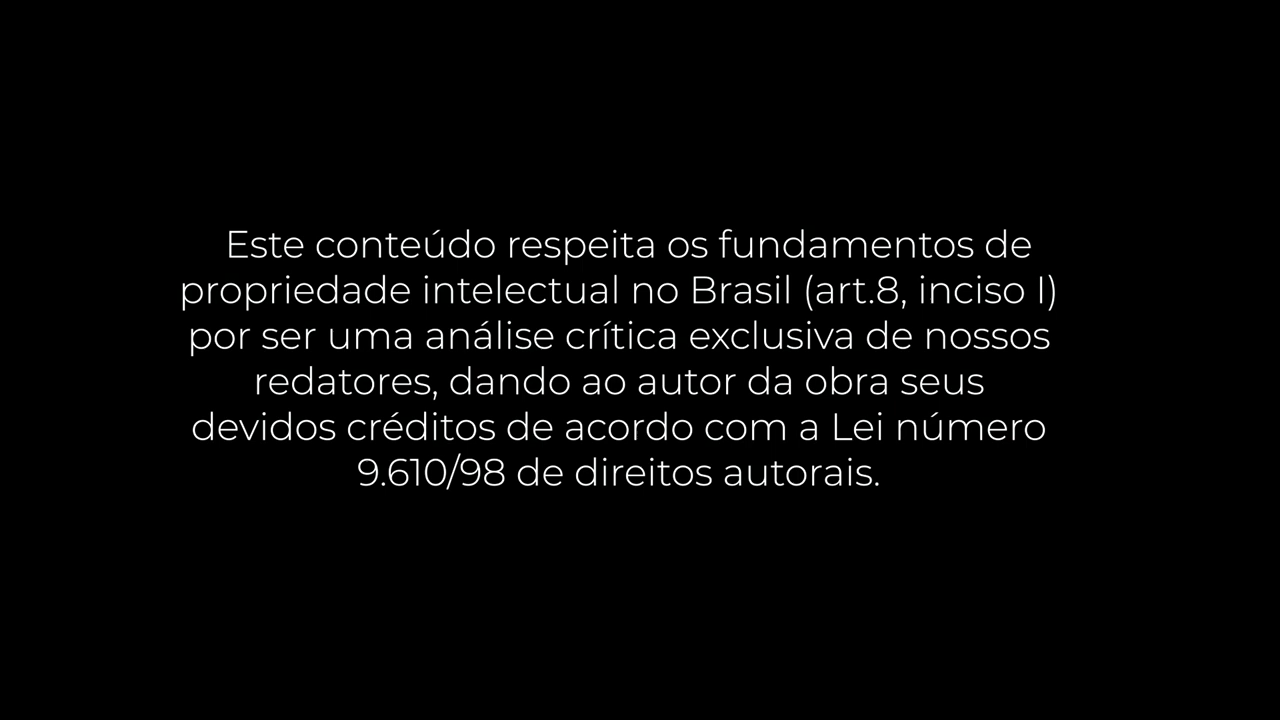 Este conteúdo respeita os fundamentos de
propriedade intelectual no Brasil (art.8, inciso I)
por ser uma análise crítica exclusiva de nossos
redatores, dando ao autor da obra seus
devidos créditos de acordo com a Lei número
9.610/98 de direitos autorais.